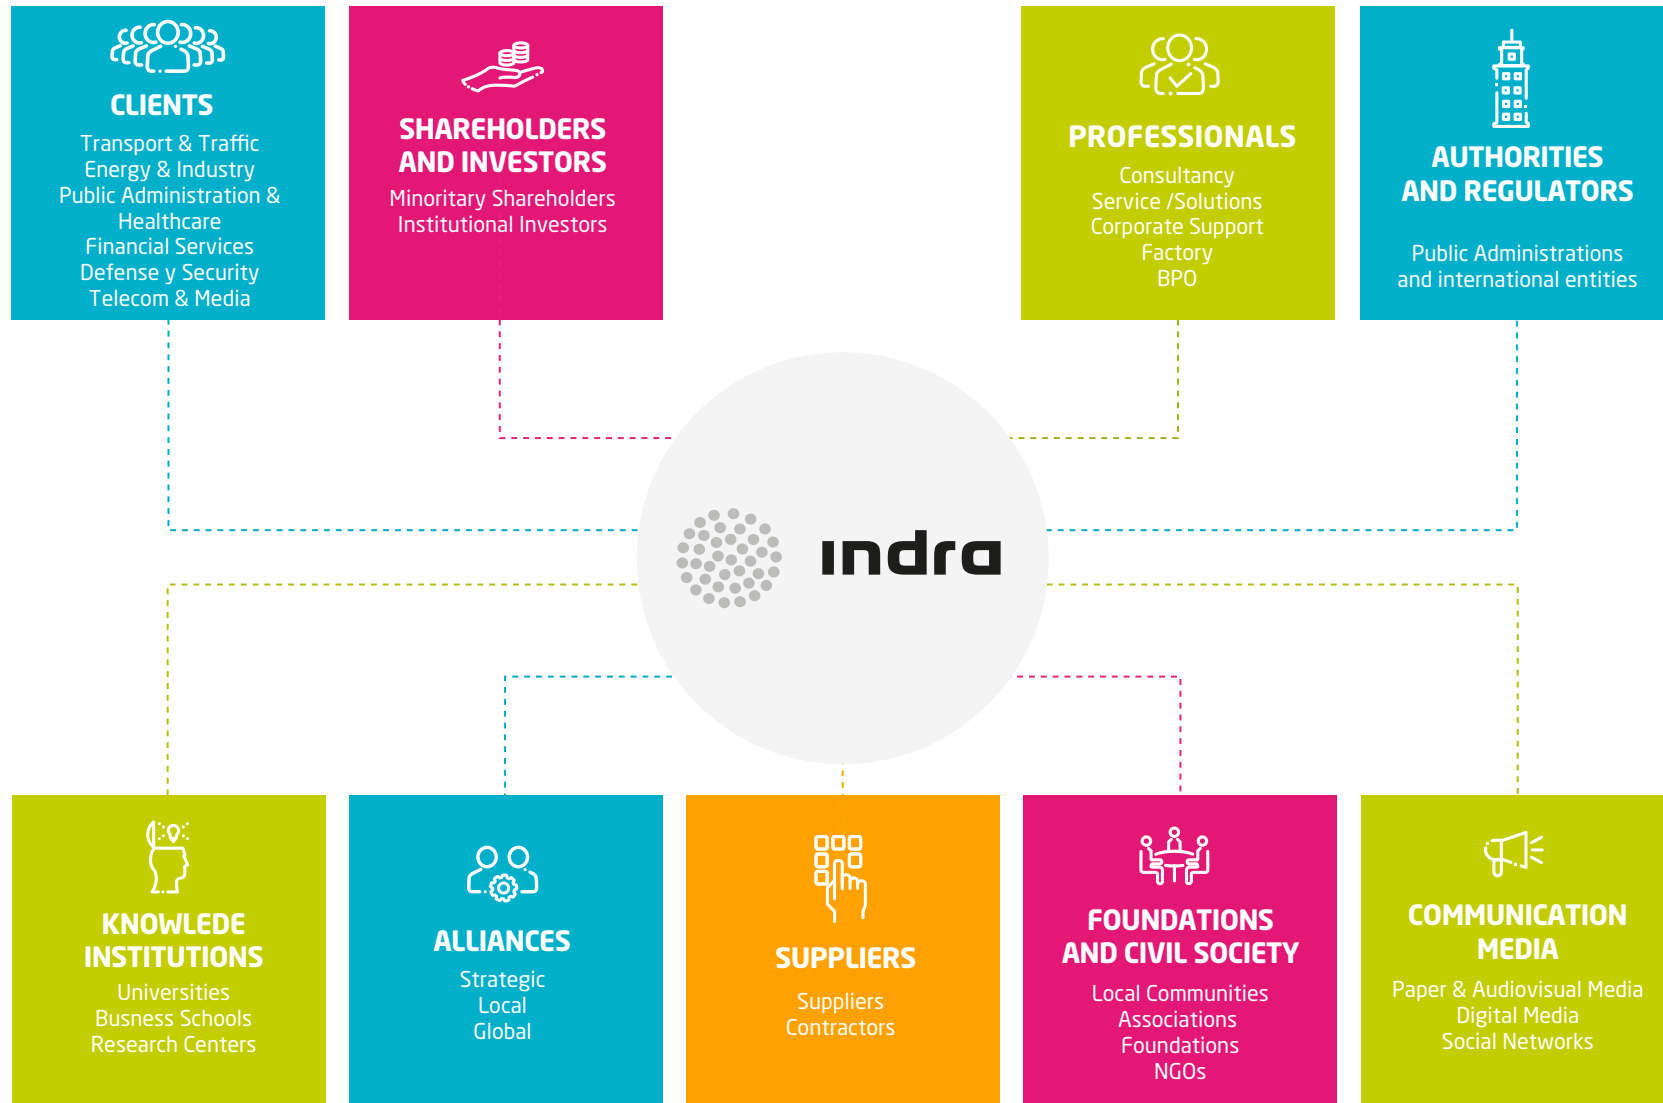 CLIENTS
Transport & Traffic
Energy & Industry
Public Administration &
Healthcare
Financial Services
Defense y Security
Telecom & Media
SHAREHOLDERS
AND INVESTORS
Minoritary Shareholders
Institutional Investors
PROFESSIONALS
Consultancy
Service /Solutions
Corporate Support
Factory
BPO
AUTHORITIES
AND REGULATORS
Public Administrations
and international entities
indra
KNOWLEDE
INSTITUTIONS
Universities
Busness Schools
Research Centers
ALLIANCES
Strategic
Local
Global
SUPPLIERS
Suppliers
Contractors
FOUNDATIONS
AND CIVIL SOCIETY
Local Communities
Associations
Foundations
NGOs
COMMUNICATION
MEDIA
Paper & Audiovisual Media
Digital Media
Social Networks